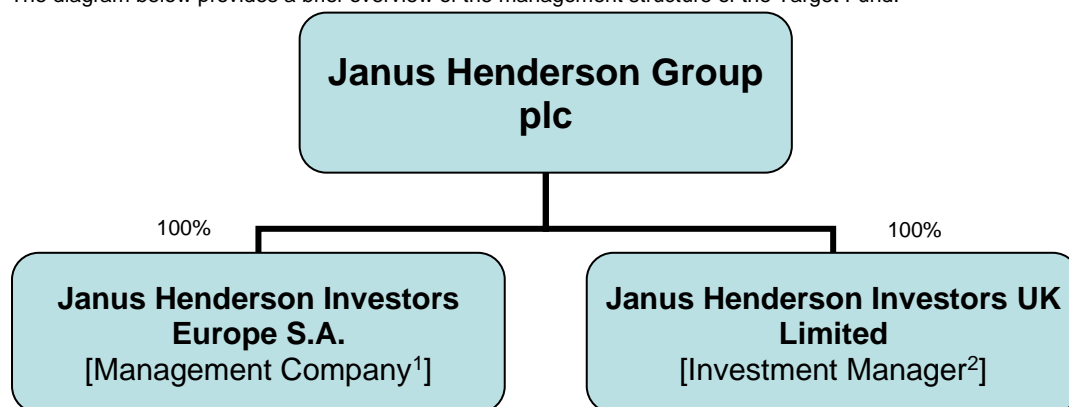 The diagram below provides a brief overview of the management structure of the Target Fund.
Janus Henderson Group
plc
100%
100%
Janus Henderson Investors
Europe S.A.
[Management Company¹]
Janus Henderson Investors UK
Limited
[Investment Manager²]